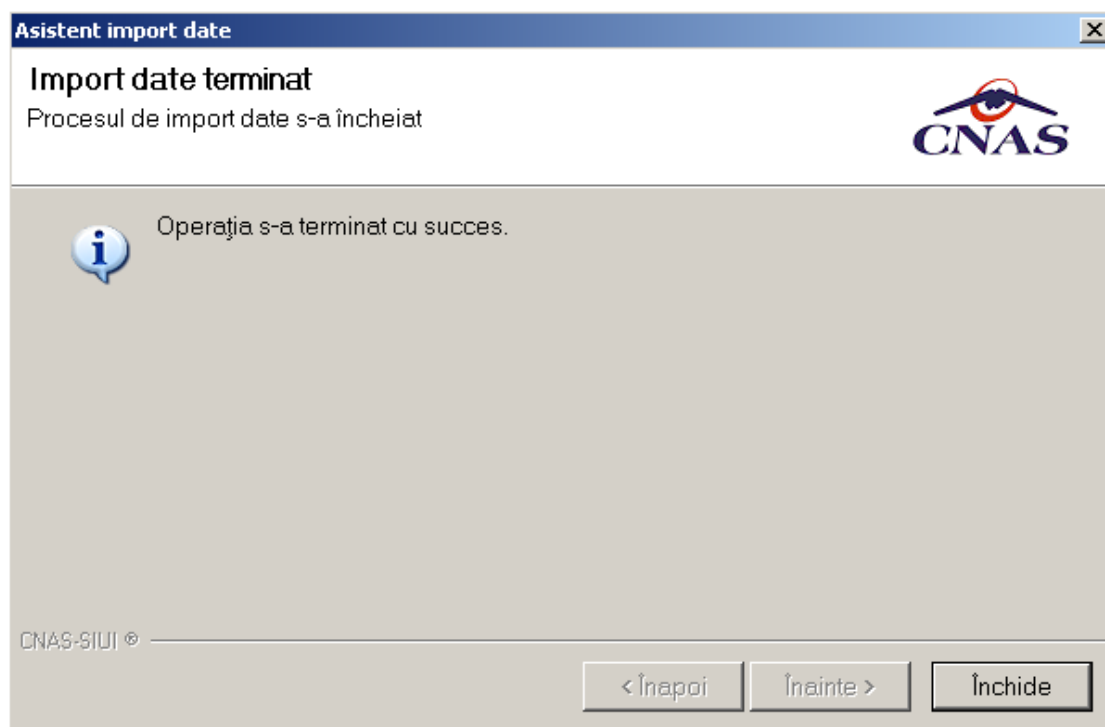 Asistent import date
Import date terminat
Procesul de import date s-a încheiat
CNAS
Operaţia s-a terminat cu succes.
CNAS-SIUI ®
< Înapoi
Înainte >
Închide